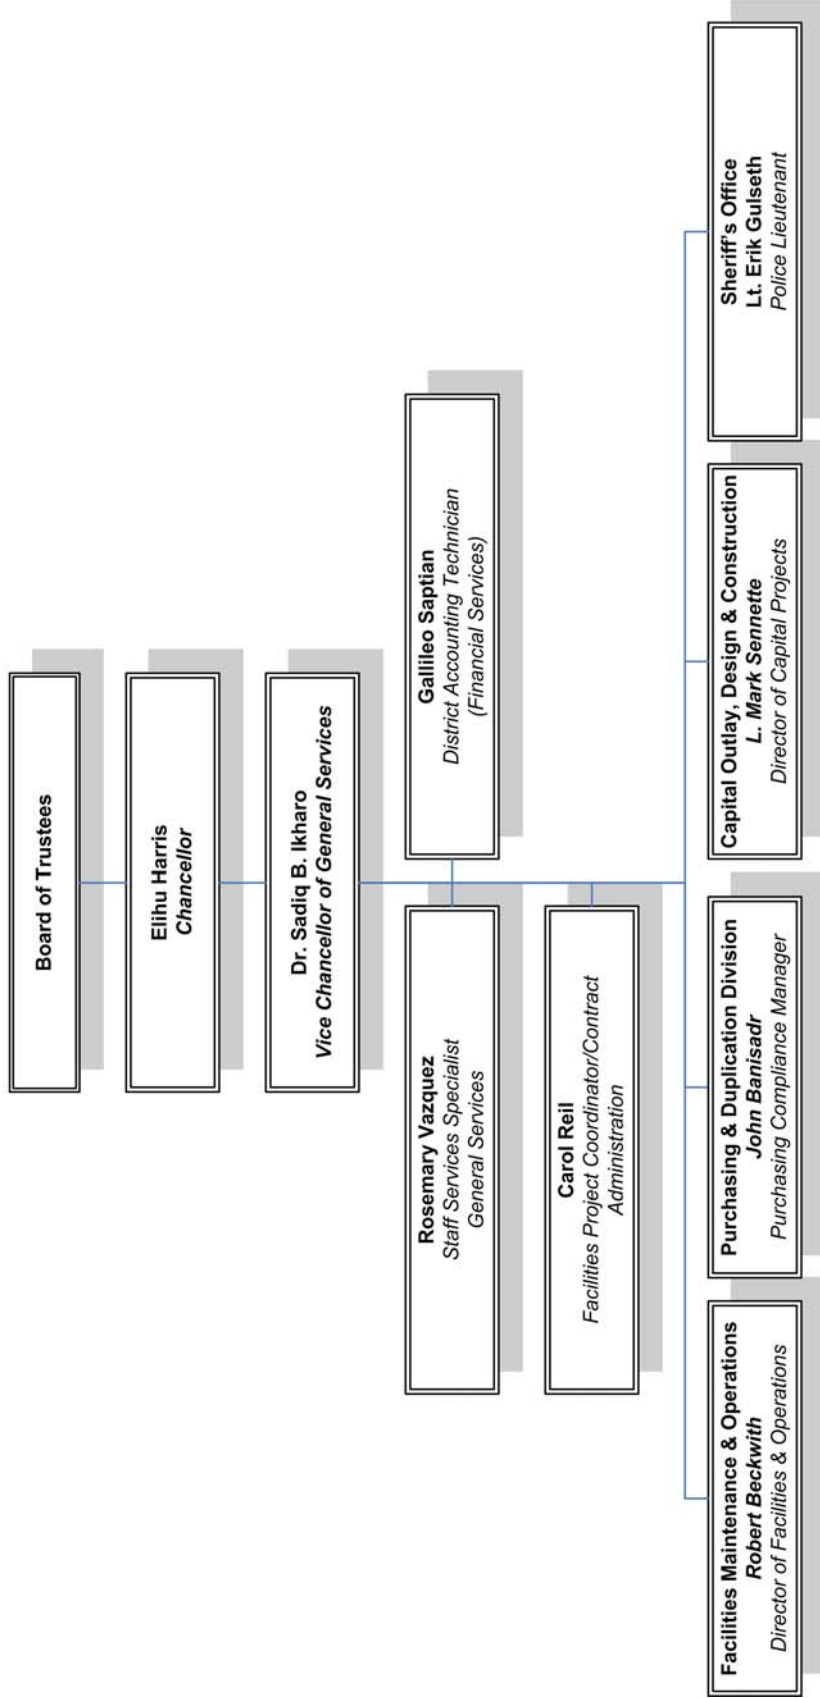 Board of Trustees
Elihu Harris
Chancellor
Dr. Sadiq B. Ikharo
Vice Chancellor of General Services
Rosemary Vazquez
Staff Services Specialist
General Services
Gallileo Saptian
District Accounting Technician
(Financial Services)
Carol Reil
Facilities Project Coordinator/Contract
Administration
Facilities Maintenance & Operations
Robert Beckwith
Director of Facilities & Operations
Purchasing & Duplication Division
John Banisadr
Purchasing Compliance Manager
Capital Outlay, Design & Construction
L. Mark Sennette
Director of Capital Projects
Sheriff's Office
Lt. Erik Gulseth
Police Lieutenant